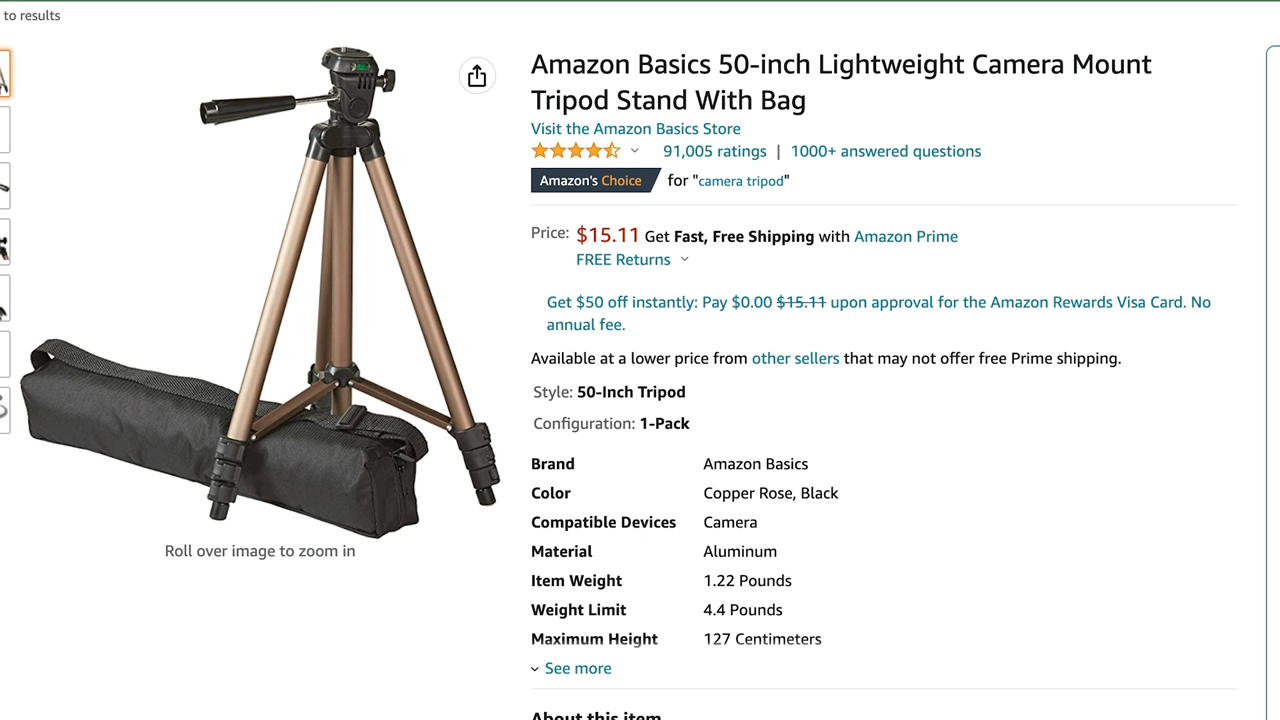 to results
Amazon Basics 50-inch Lightweight Camera Mount
Tripod Stand With Bag
Visit the Amazon Basics Store
91,005 ratings | 1000+ answered questions
Amazon's Choice for "camera tripod"
Price: $15.11 Get Fast, Free Shipping with Amazon Prime
FREE Returns
Get $50 off instantly: Pay $0.00 $15.11 upon approval for the Amazon Rewards Visa Card. No
annual fee.
Available at a lower price from other sellers that may not offer free Prime shipping.
Style: 50-Inch Tripod
Configuration: 1-Pack
Brand Amazon Basics
Color Copper Rose, Black
Compatible Devices Camera
Material Aluminum
Item Weight 1.22 Pounds
Weight Limit 4.4 Pounds
Maximum Height 127 Centimeters
See more
Roll over image to zoom in
About this item